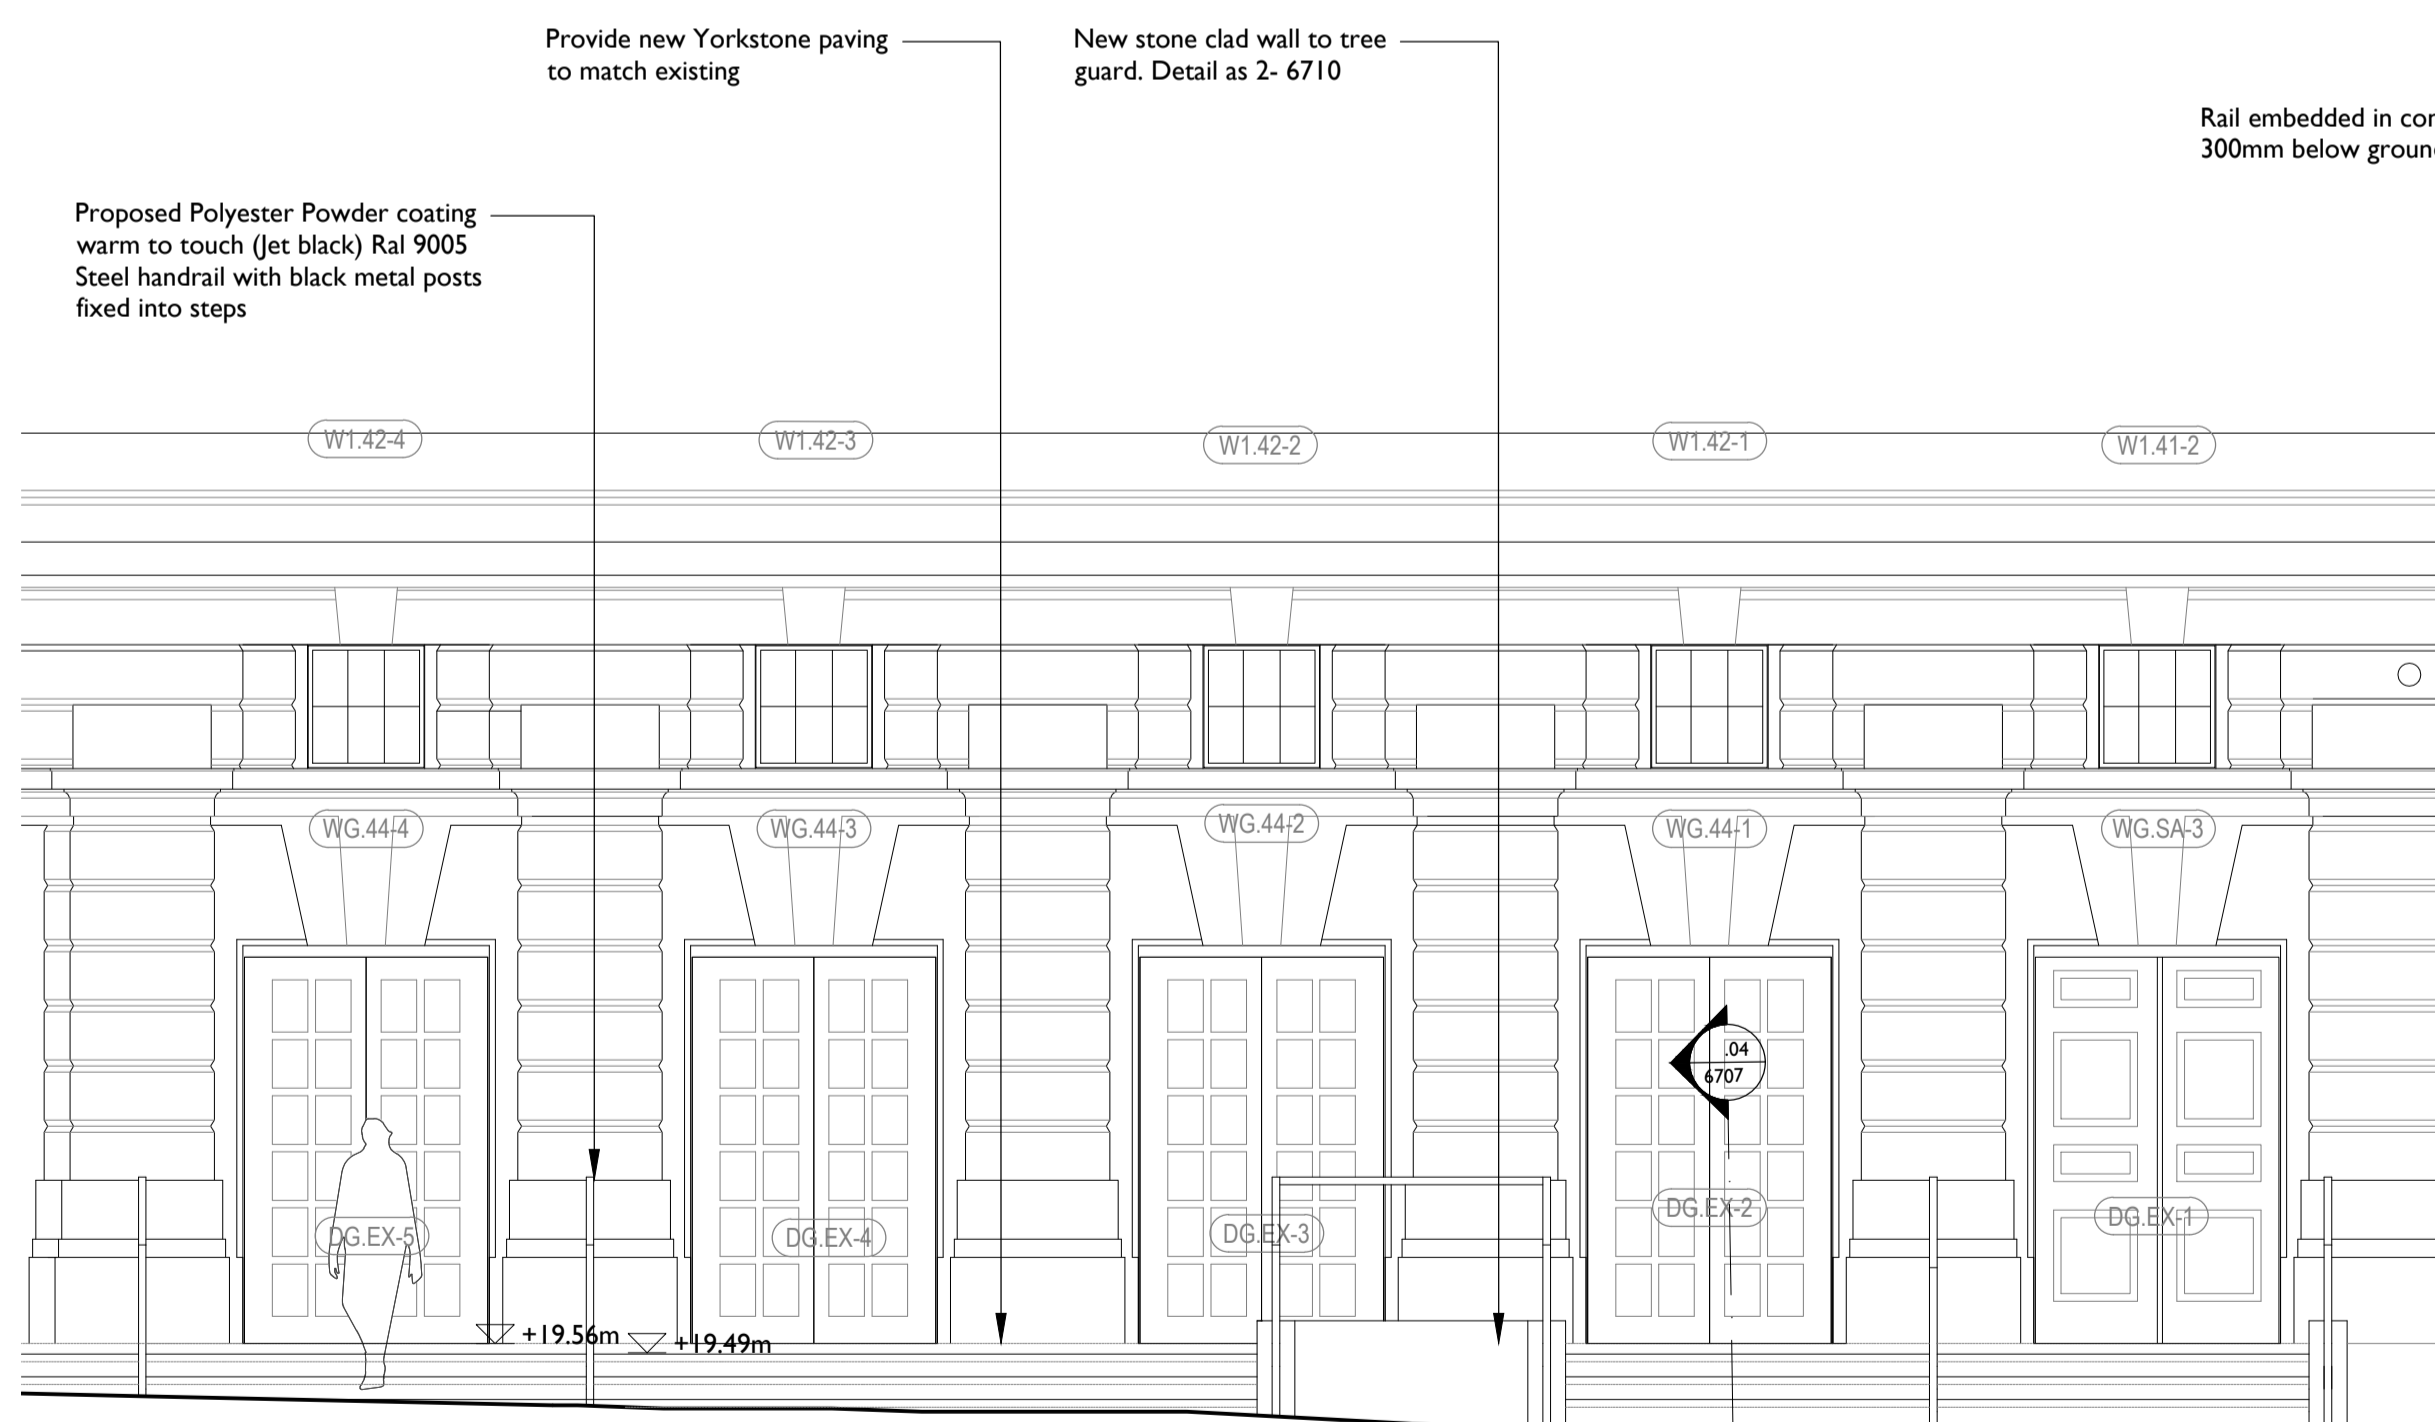 Provide new Yorkstone paving
to match existing
New stone clad wall to tree
guard. Detail as 2- 6710
Rail embedded in
300mm below
Proposed Polyester Powder coating
warm to touch (Jet black) Ral 9005
Steel handrail with black metal posts
fixed into steps
W1.42-4
W1.42-3
W1.42-2
W1.42-1
W1.41-2
WG.44-4
WG.44-3
WG.44-2
WG.44-1
WG.SA-3
.04
6707
DG.EX-5
DG.EX-4
DG.EX-3
DG.EX-2
DG.EX-1
+19.56m
+19.49m